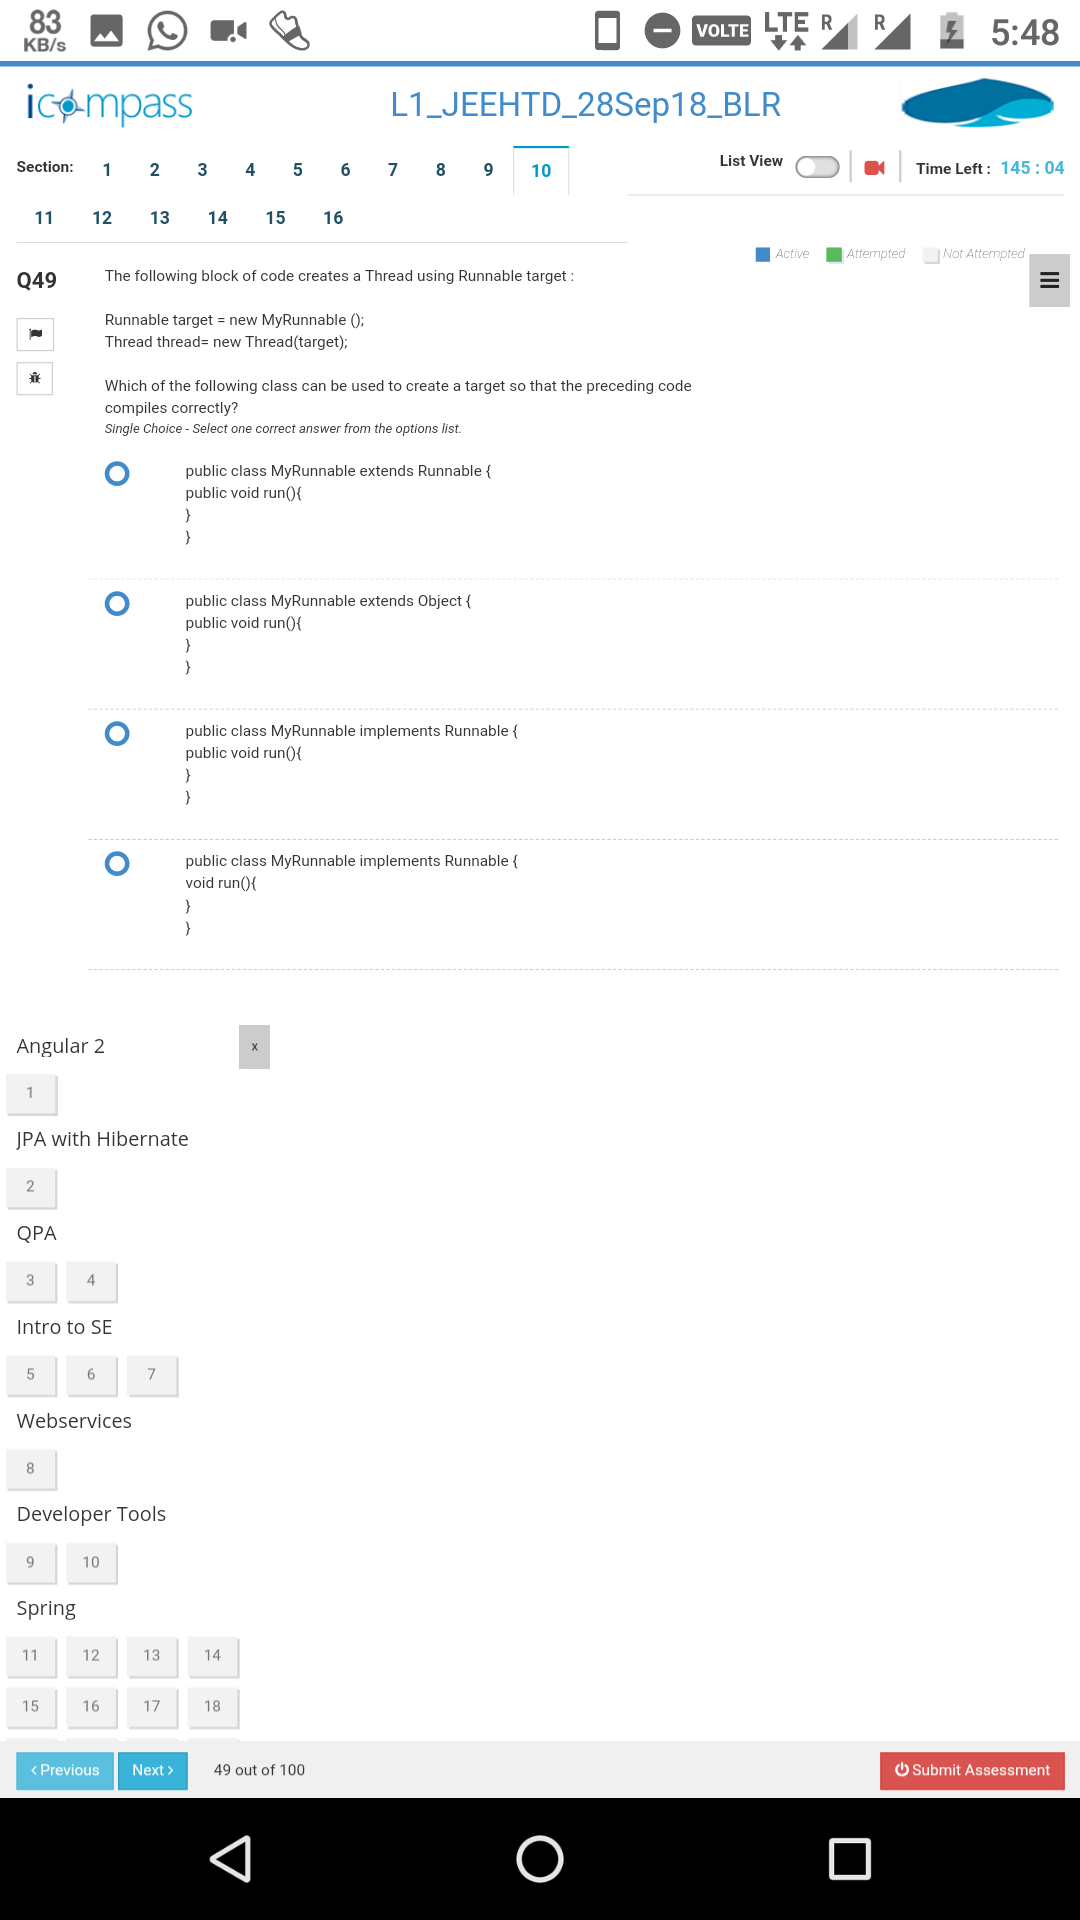 83
KB/s
VOLTE
LTE
R
R
5:48
icompass
L1_JEEHTD_28Sep18_BLR
Section: 1 2 3 4 5 6 7 8 9 10
List View
Time Left : 145 : 04
11 12 13 14 15 16
Active Attempted Not Attempted
Q49
The following block of code creates a Thread using Runnable target :
Runnable target = new MyRunnable ();
Thread thread= new Thread(target);
Which of the following class can be used to create a target so that the preceding code
compiles correctly?
Single Choice - Select one correct answer from the options list.
public class MyRunnable extends Runnable {
public void run(){
}
}
public class MyRunnable extends Object {
public void run(){
}
}
public class MyRunnable implements Runnable {
public void run(){
}
}
public class MyRunnable implements Runnable {
void run(){
}
}
Angular 2
x
1
JPA with Hibernate
2
QPA
3 4
Intro to SE
5 6 7
Webservices
8
Developer Tools
9 10
Spring
11 12 13 14
15 16 17 18
‹ Previous
Next ›
49 out of 100
Submit Assessment